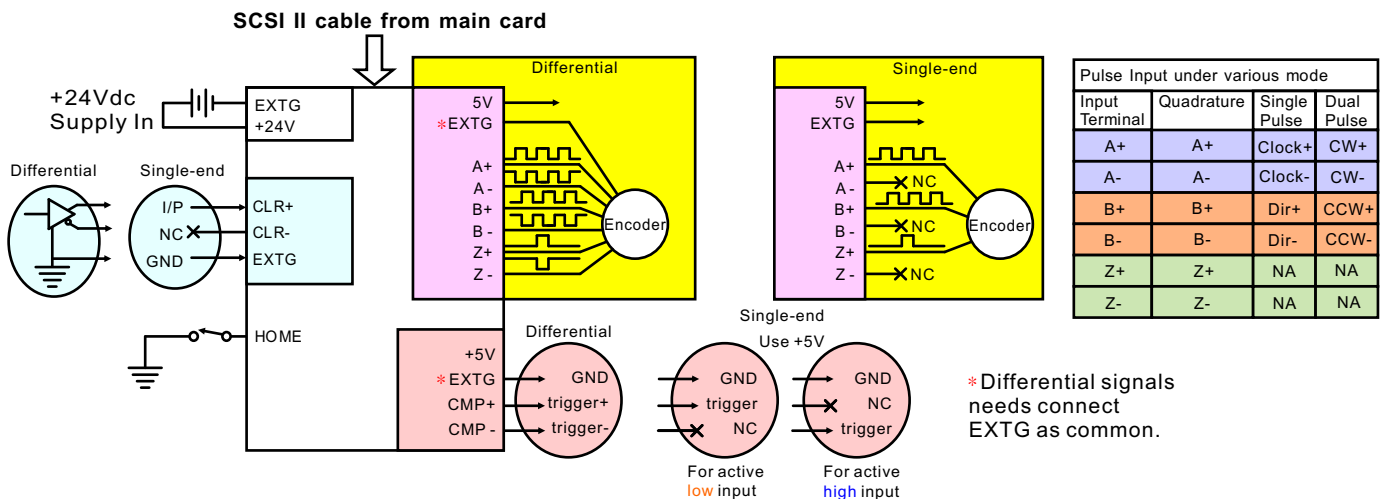 SCSI II cable from main card
+24Vdc
Supply In
EXTG
+24V
Differential
Single-end
I/P
NC
GND
CLR+
CLR-
EXTG
HOME
Differential
5V
*EXTG
A+
A -
B+
B -
Z+
Z -
Encoder
Single-end
5V
EXTG
A+
A -
NC
B+
B -
NC
Z+
Z -
NC
Encoder
Differential
+5V
*EXTG
GND
CMP+
trigger+
CMP -
trigger-
Single-end
Use +5V
GND
trigger
NC
For active
low input
GND
NC
trigger
For active
high input
Pulse Input under various mode
Input Terminal Quadrature Single Pulse Dual Pulse
A+ A+ Clock+ CW+
A- A- Clock- CW-
B+ B+ Dir+ CCW+
B- B- Dir- CCW-
Z+ Z+ NA NA
Z- Z- NA NA
*Differential signals
needs connect
EXTG as common.